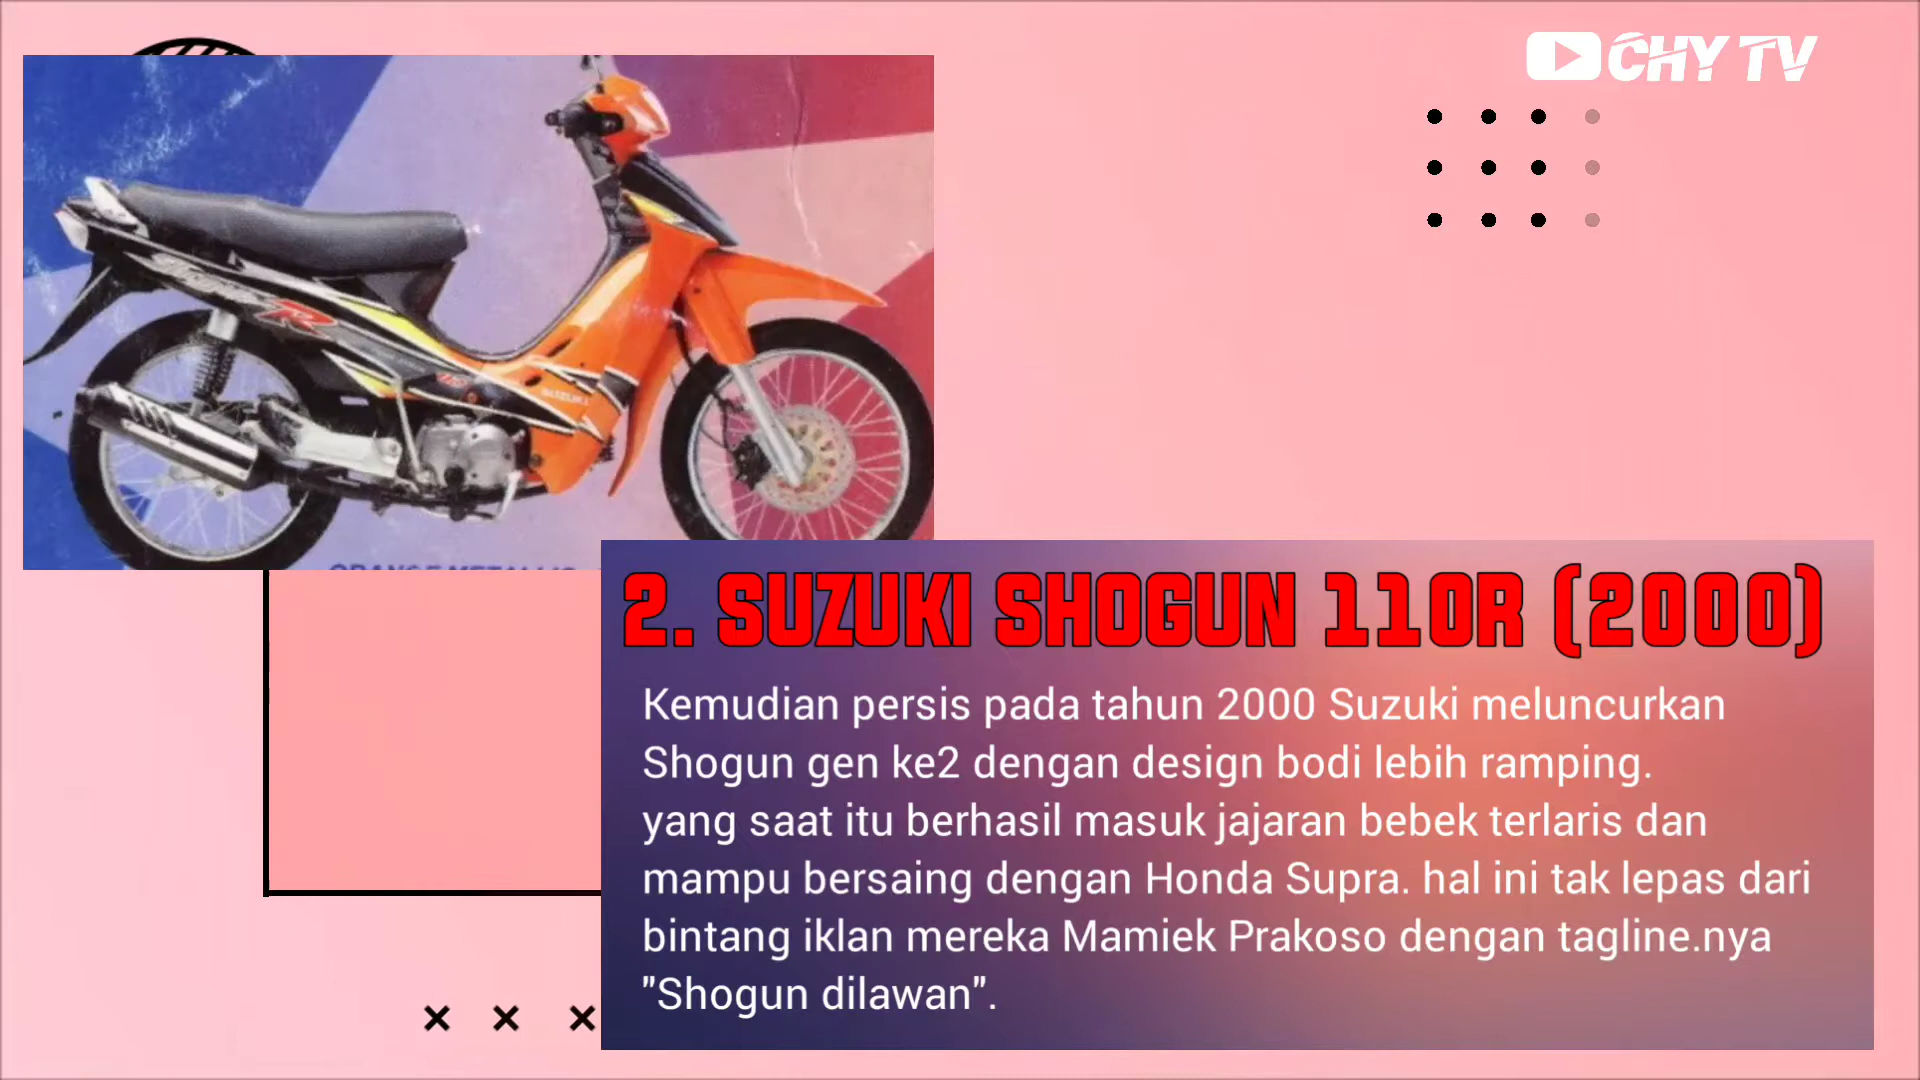 CHY TV
R
SUZUKI
2. SUZUKI SHOGUN 110R (2000)
Kemudian persis pada tahun 2000 Suzuki meluncurkan
Shogun gen ke2 dengan design bodi lebih ramping.
yang saat itu berhasil masuk jajaran bebek terlaris dan
mampu bersaing dengan Honda Supra. hal ini tak lepas dari
bintang iklan mereka Mamiek Prakoso dengan tagline.nya
"Shogun dilawan".